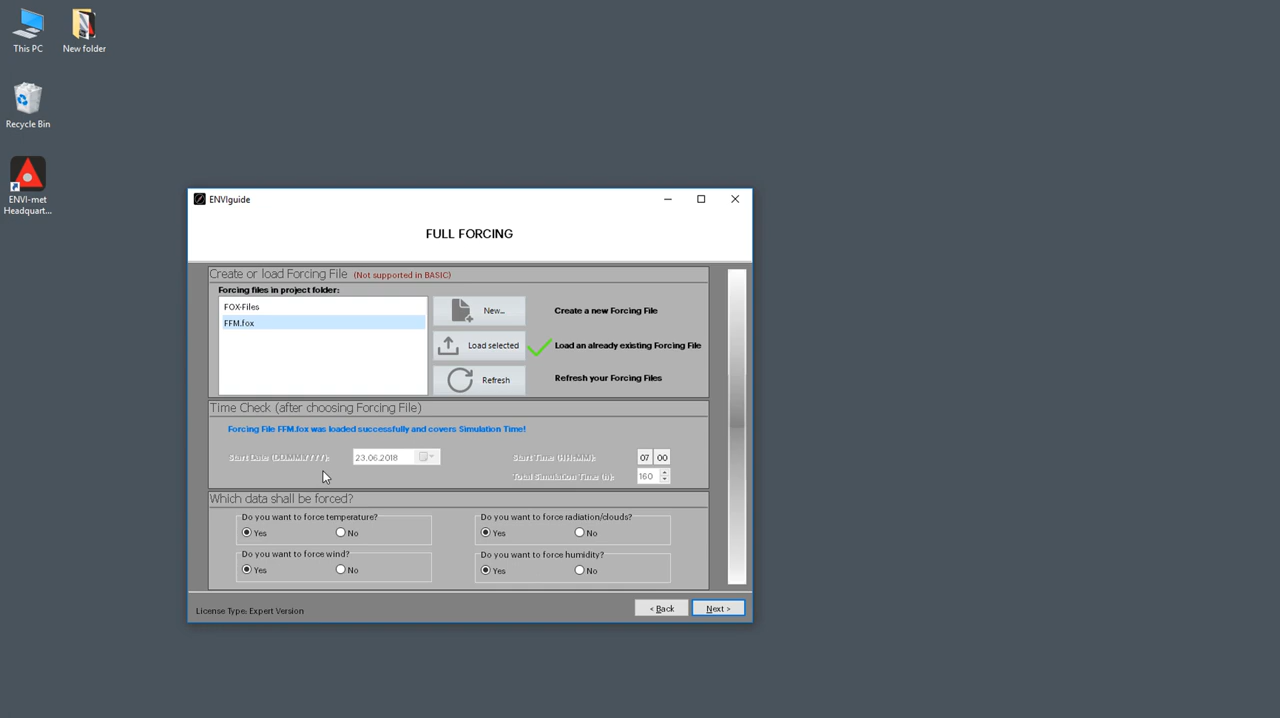 This PC
New folder
Recycle Bin
ENVI-met
Headquart...
ENVIguide
FULL FORCING
Create or load Forcing File (Not supported in BASIC)
Forcing files in project folder:
FOX-Files
FFM.fox
New...
Create a new Forcing File
Load selected
Load an already existing Forcing File
Refresh
Refresh your Forcing Files
Time Check (after choosing Forcing File)
Forcing File FFM.fox was loaded successfully and covers Simulation Time!
Start Date (DD.MM.YYYY): 23.06.2018
Start Time (HH:MM): 07 00
Total Simulation Time (h): 160
Which data shall be forced?
Do you want to force temperature?
Yes No
Do you want to force radiation/clouds?
Yes No
Do you want to force wind?
Yes No
Do you want to force humidity?
Yes No
License Type: Expert Version
< Back Next >